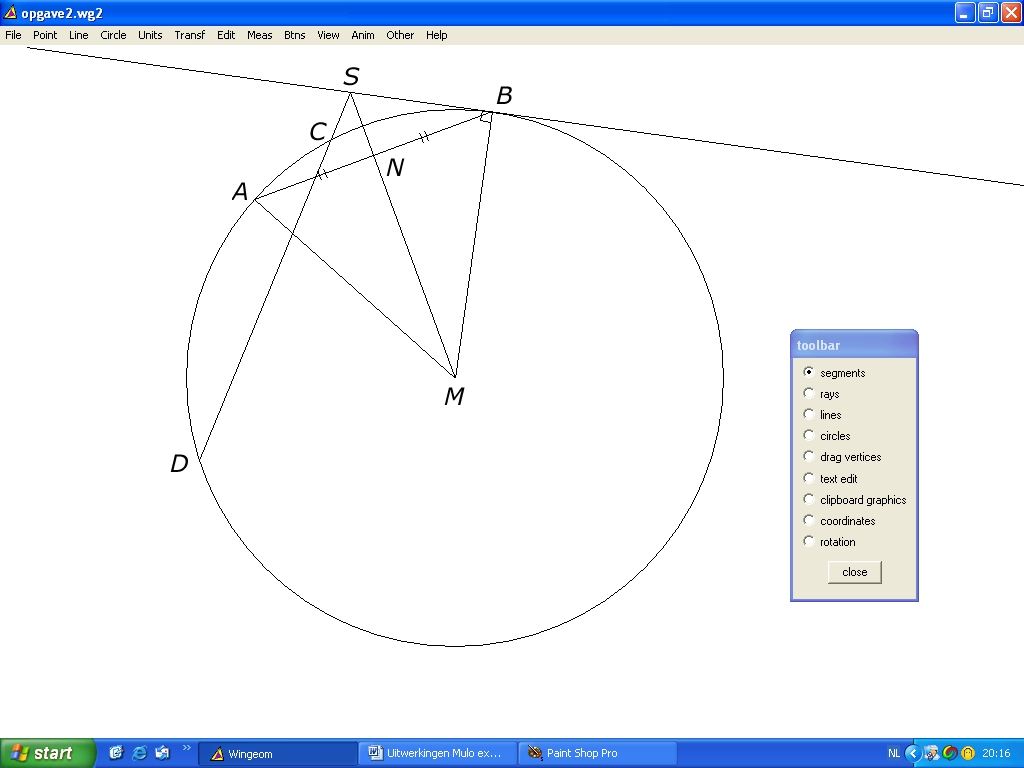 opgave2.wg2
File Point Line Circle Units Transf Edit Meas Btns View Anim Other Help
S
B
C
N
A
M
D
toolbar
segments
rays
lines
circles
drag vertices
text edit
clipboard graphics
coordinates
rotation
close
start » Wingeom Uitwerkingen Mulo ex... Paint Shop Pro NL 20:16